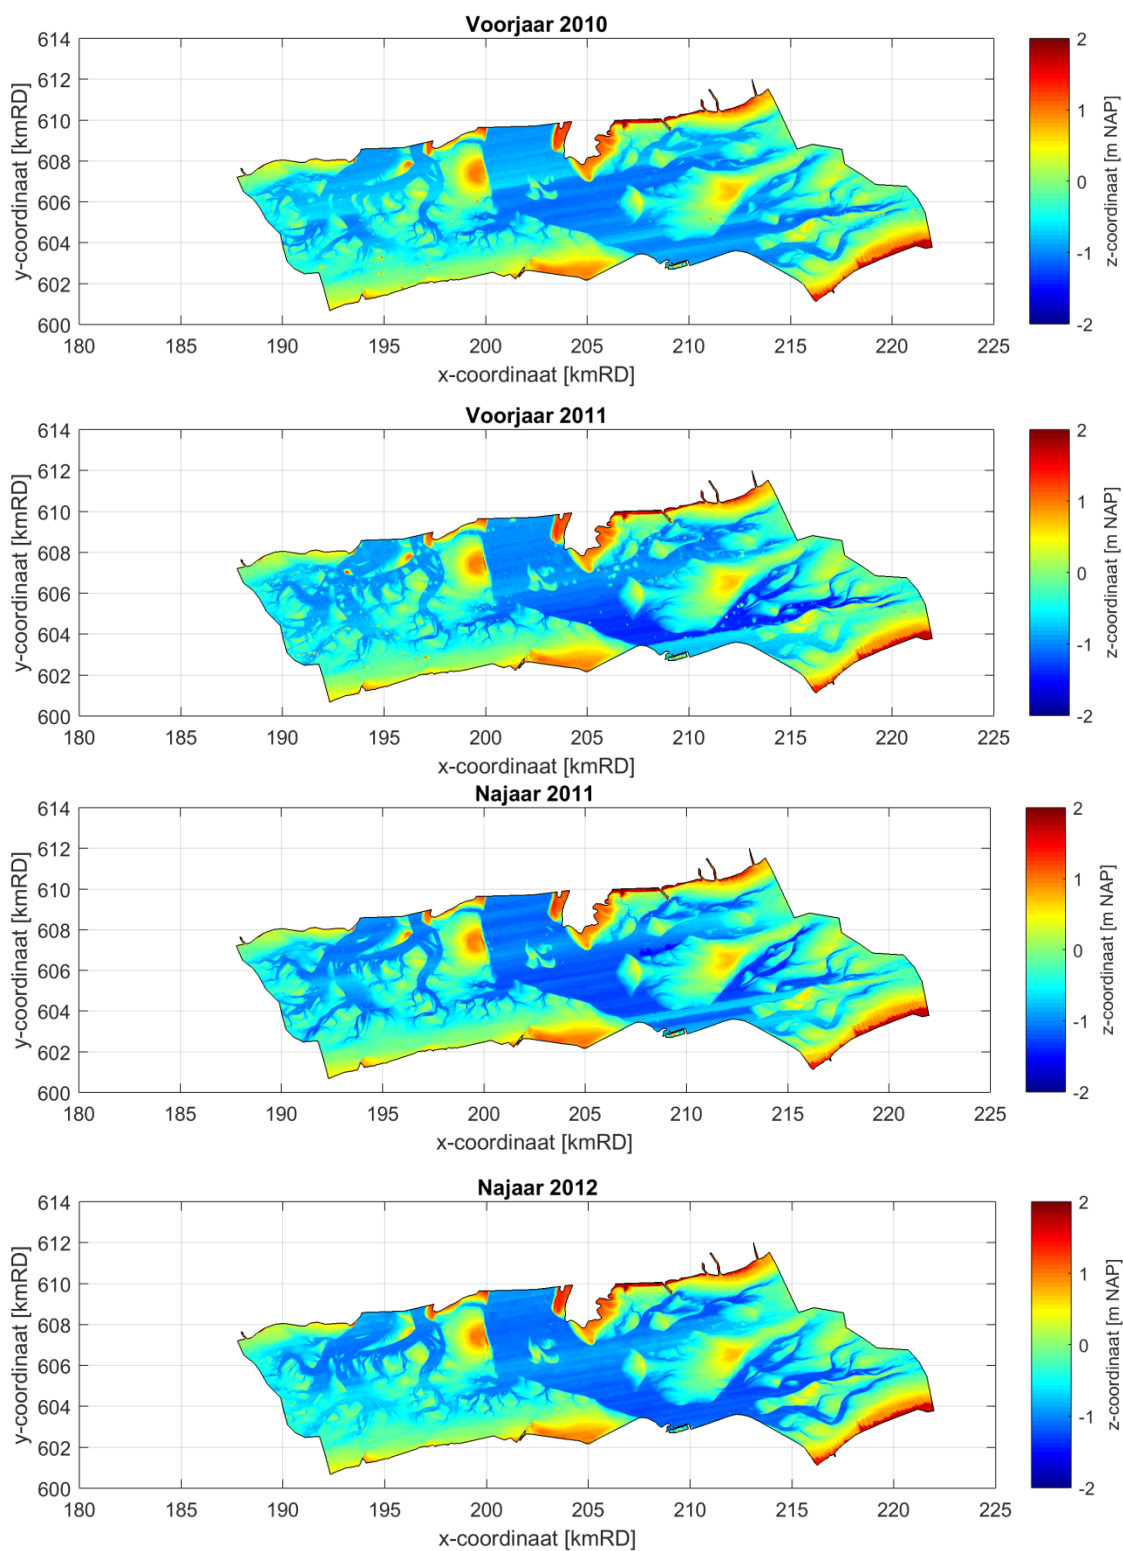 Voorjaar 2010
614
612
610
608
606
604
602
600
y-coordinaat [kmRD]
180 185 190 195 200 205 210 215 220 225
x-coordinaat [kmRD]
2
1
0
-1
-2
z-coordinaat [m NAP]
Voorjaar 2011
614
612
610
608
606
604
602
600
y-coordinaat [kmRD]
180 185 190 195 200 205 210 215 220 225
x-coordinaat [kmRD]
2
1
0
-1
-2
z-coordinaat [m NAP]
Najaar 2011
614
612
610
608
606
604
602
600
y-coordinaat [kmRD]
180 185 190 195 200 205 210 215 220 225
x-coordinaat [kmRD]
2
1
0
-1
-2
z-coordinaat [m NAP]
Najaar 2012
614
612
610
608
606
604
602
600
y-coordinaat [kmRD]
180 185 190 195 200 205 210 215 220 225
x-coordinaat [kmRD]
2
1
0
-1
-2
z-coordinaat [m NAP]